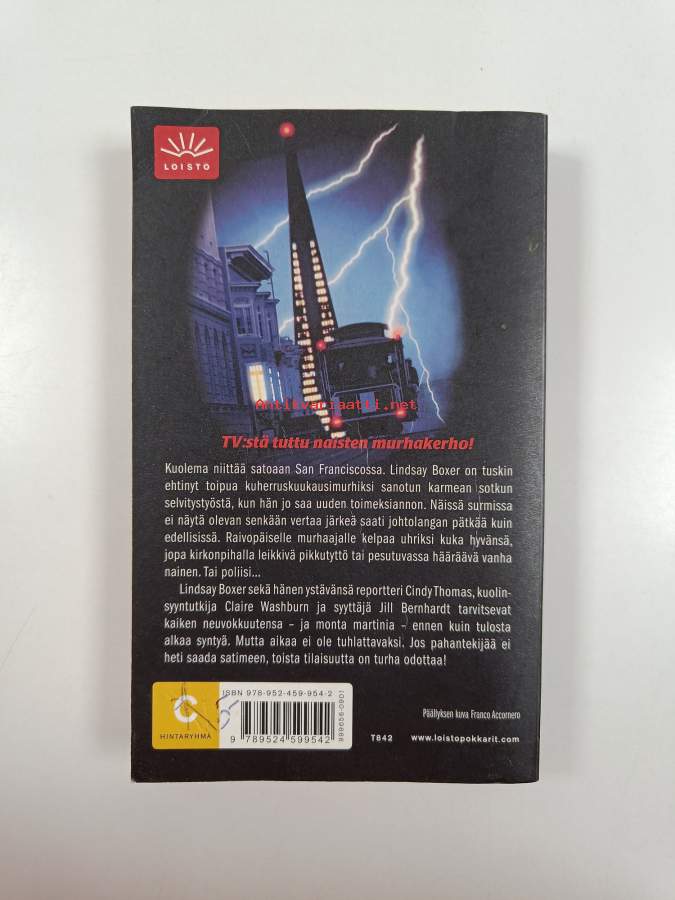 LOISTO
Antikvariaatti.net
TV:stä tuttu naisten murhakerho!
Kuolema niittää satoaan San Franciscossa. Lindsay Boxer on tuskin
ehtinyt toipua kuherruskuukausimurhiksi sanotun karmean sotkun
selvitystyöstä, kun hän jo saa uuden toimeksiannon. Näissä surmissa
ei näytä olevan senkään vertaa järkeä saati johtolangan pätkää kuin
edellisissä. Raivopäiselle murhaajalle kelpaa uhriksi kuka hyvänsä,
jopa kirkonpihalla leikkivä pikkutyttö tai pesutuvassa hääräävä vanha
nainen. Tai poliisi...
Lindsay Boxer sekä hänen ystävänsä reportteri Cindy Thomas, kuolin-
syyntutkija Claire Washburn ja syyttäjä Jill Bernhardt tarvitsevat
kaiken neuvokkuutensa – ja monta martinia – ennen kuin tulosta
alkaa syntyä. Mutta aikaa ei ole tuhlattavaksi. Jos pahantekijää ei
heti saada satimeen, toista tilaisuutta on turha odottaa!
ISBN 978-952-459-954-2
C
HINTARYHMÄ
9 789524 599542
999656-0901
Päällyksen kuva Franco Accornero
T842
www.loistopokkarit.com